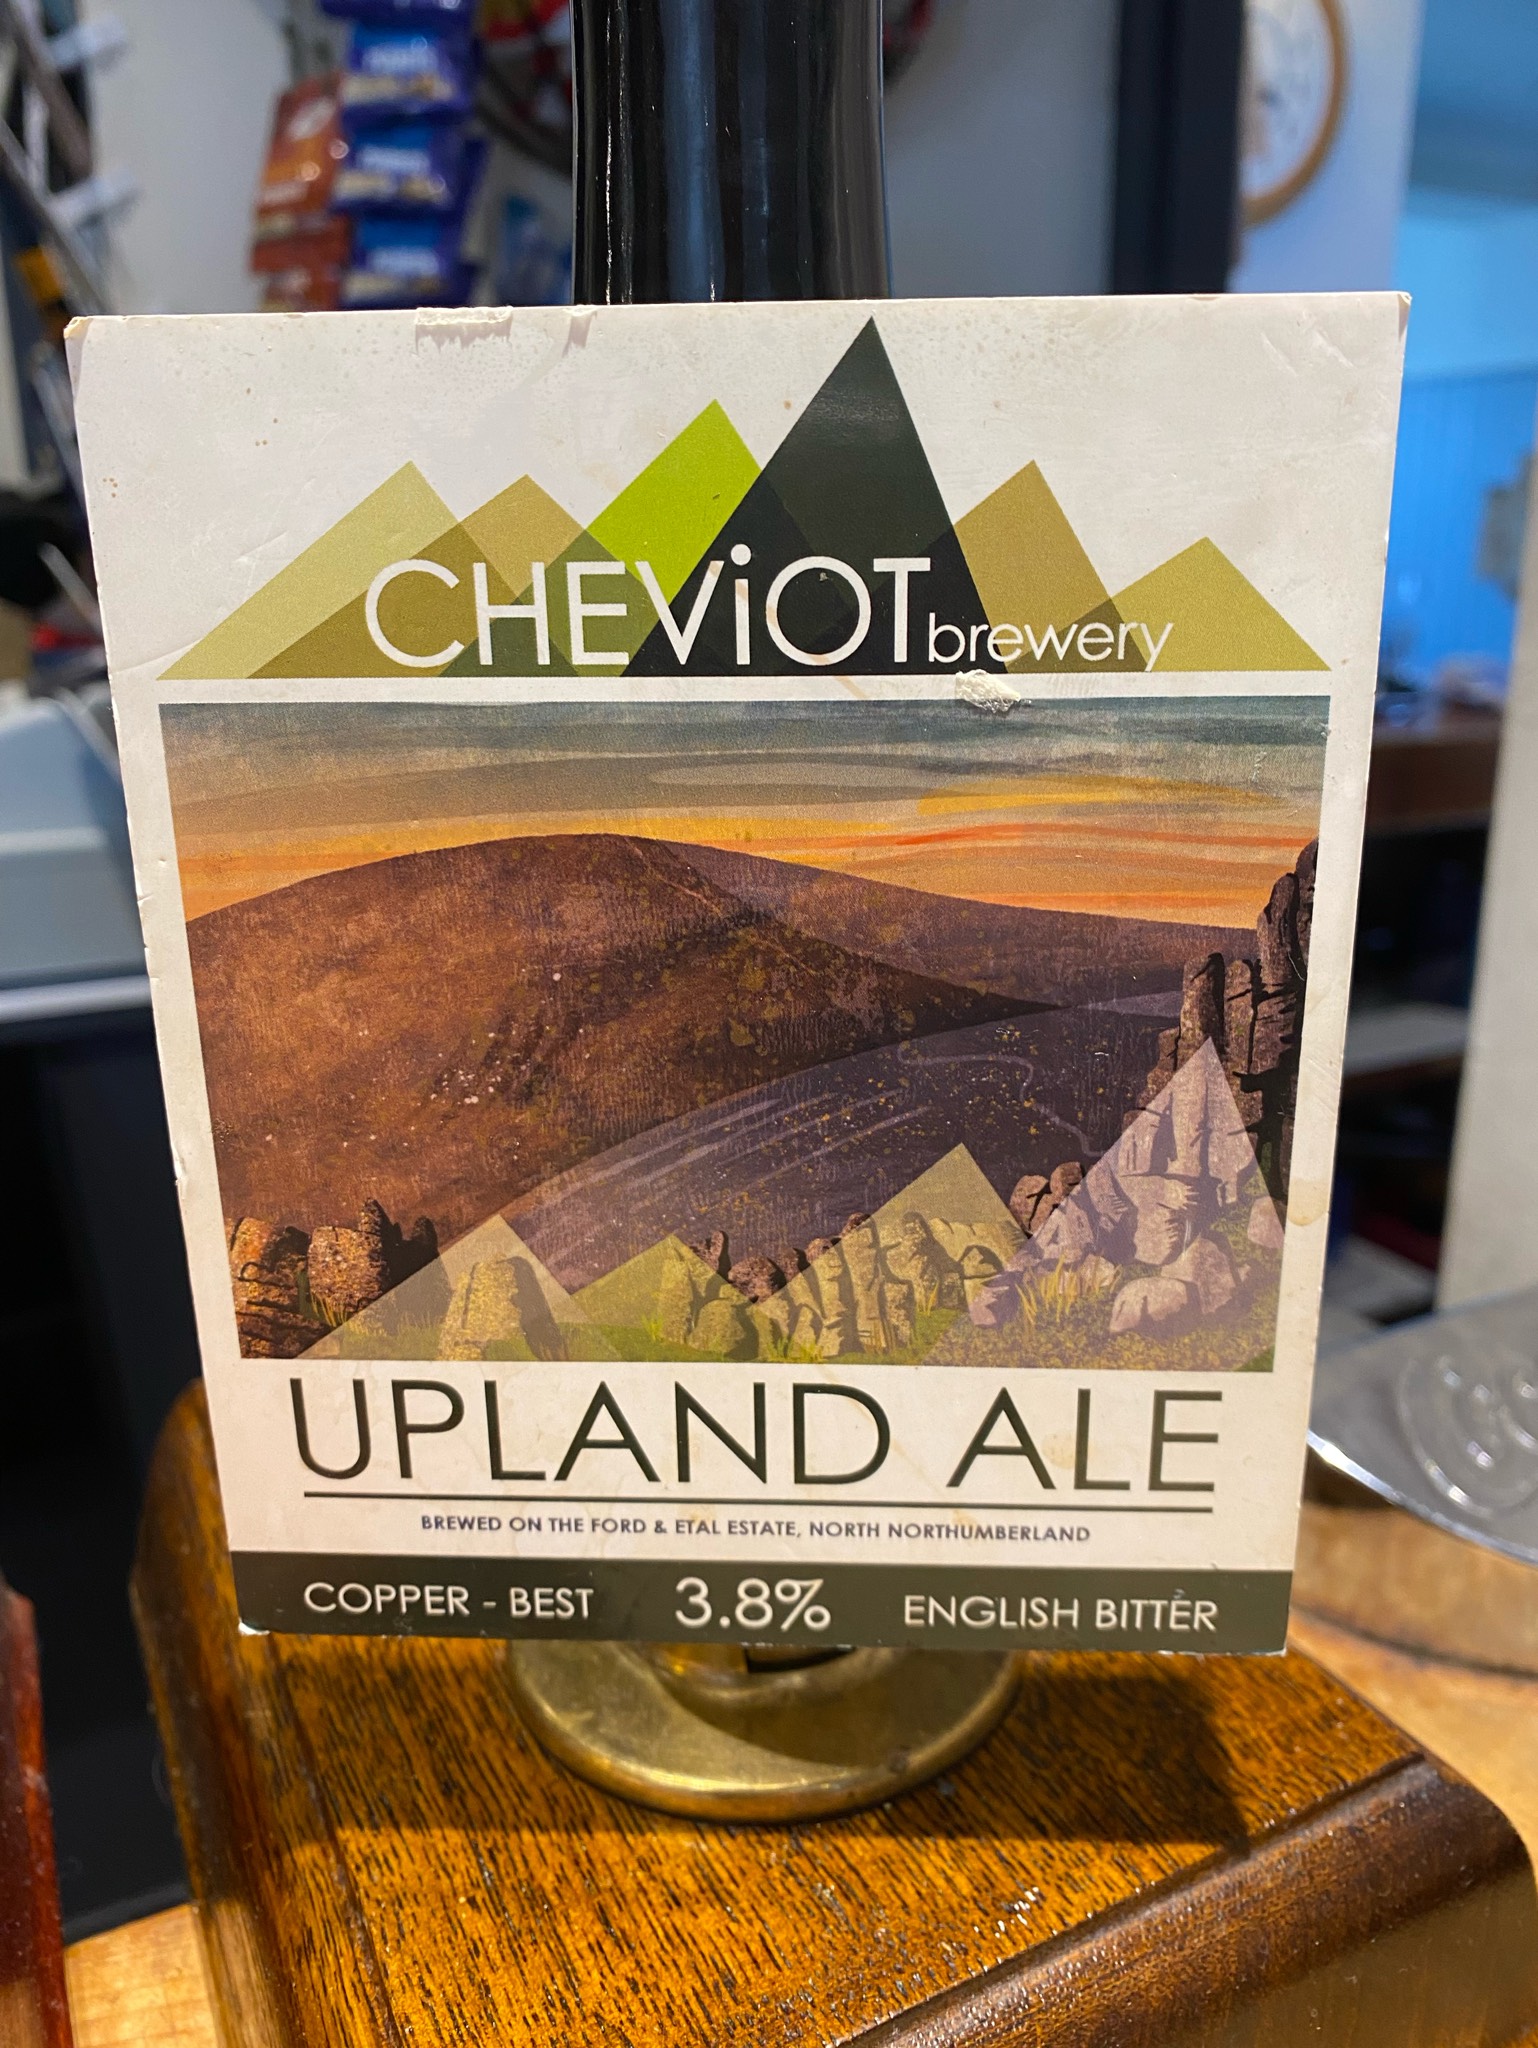 CHEViOT brewery
UPLAND ALE
BREWED ON THE FORD & ETAL ESTATE, NORTH NORTHUMBERLAND
COPPER - BEST 3.8% ENGLISH BITTER